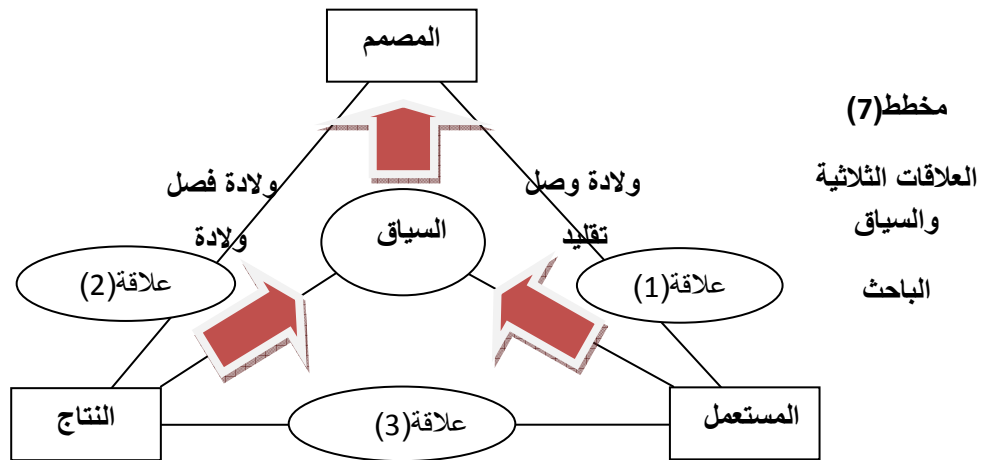 المصمم
مخطط(7)
العلاقات الثلاثية
والسياق
الباحث
ولادة وصل
ولادة فصل
تقليد
السياق
ولادة
علاقة(1)
علاقة(2)
المستعمل
علاقة(3)
النتاج